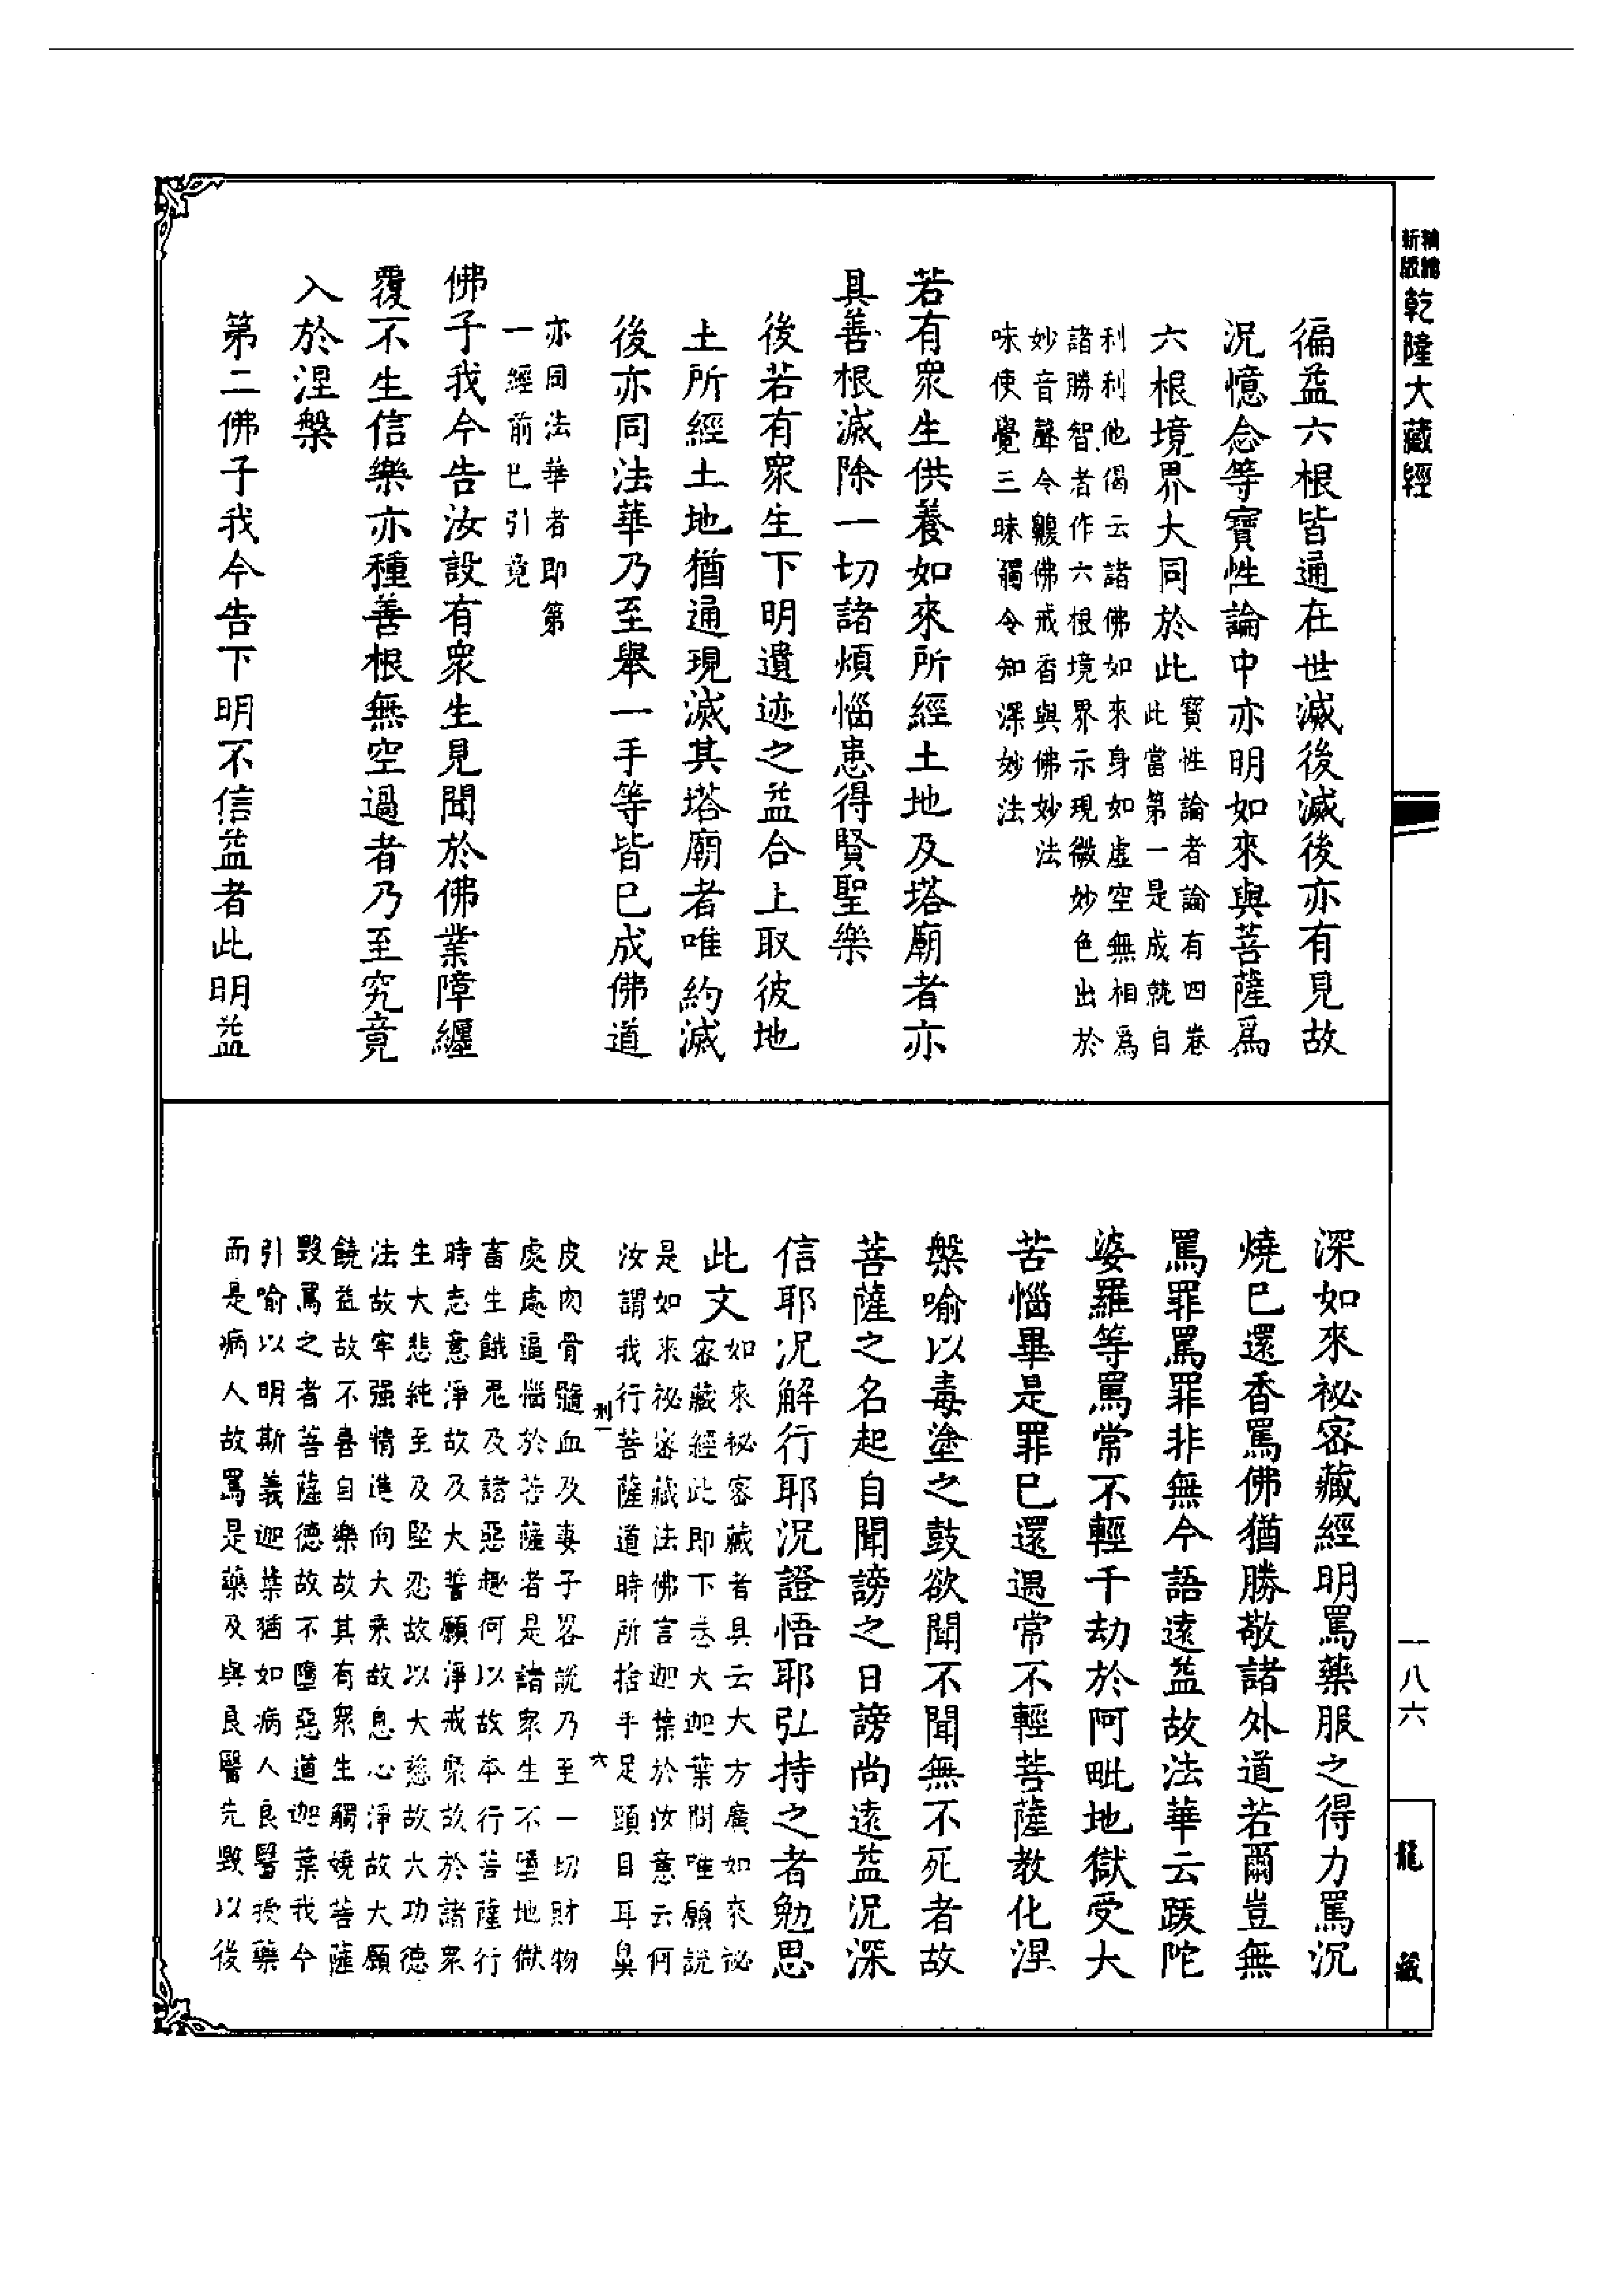 新版 精縮 乾隆大藏經
徧益六根皆通在世滅後滅後亦有見故
況憶念等寶性論中亦明如來與菩薩爲
六根境界大同於此寶性論者論有四卷
此當第一是成就自
利利他偈云諸佛如來身如虛空無相爲
諸勝智者作六根境界示現微妙色出於
妙音聲令齅佛戒香與佛妙法
味使覺三昧觸令知深妙法
若有眾生供養如來所經土地及塔廟者亦
具善根滅除一切諸煩惱患得賢聖樂
後若有眾生下明遺迹之益合上取彼地
土所經土地猶通現滅其塔廟者唯約滅
後亦同法華乃至舉一手等皆已成佛道
亦同法華者即第
一經前已引竟
佛子我今告汝設有眾生見聞於佛業障纏
覆不生信樂亦種善根無空過者乃至究竟
入於涅槃
第二佛子我今告下明不信益者此明益
深如來祕密藏經明罵藥服之得力罵沉
燒已還香罵佛猶勝敬諸外道若爾豈無
罵罪罵罪非無今語遠益故法華云跋陀
婆羅等罵常不輕千劫於阿毗地獄受大
苦惱畢是罪已還遇常不輕菩薩教化涅
槃喻以毒塗之鼓欲聞不聞無不死者故
菩薩之名起自聞謗之日謗尚遠益況深
信耶況解行耶況證悟耶弘持之者勉思
此文如來祕密藏者具云大方廣如來祕
密藏經此即下卷大迦葉問唯願說
是如來祕密藏法佛言迦葉於汝意云何
汝謂我行菩薩道時所捨手足頭目耳鼻
刑一
六
皮肉骨髓血及妻子畧說乃至一切財物
處處逼惱於菩薩者是諸眾生不墮地獄
畜生餓鬼及諸惡趣何以故本行菩薩行
時志意淨故及大誓願淨戒聚故於諸眾
生大悲純至及堅忍故以大慈故大功德
法故牢强精進向大乘故息心淨故大願
饒益故不喜自樂故其有眾生觸嬈菩薩
毀罵之者菩薩德故不墮惡道迦葉我今
引喻以明斯義迦葉猶如病人良醫授藥
而是病人故罵是藥及與良醫先毀以後
一八六
龍藏